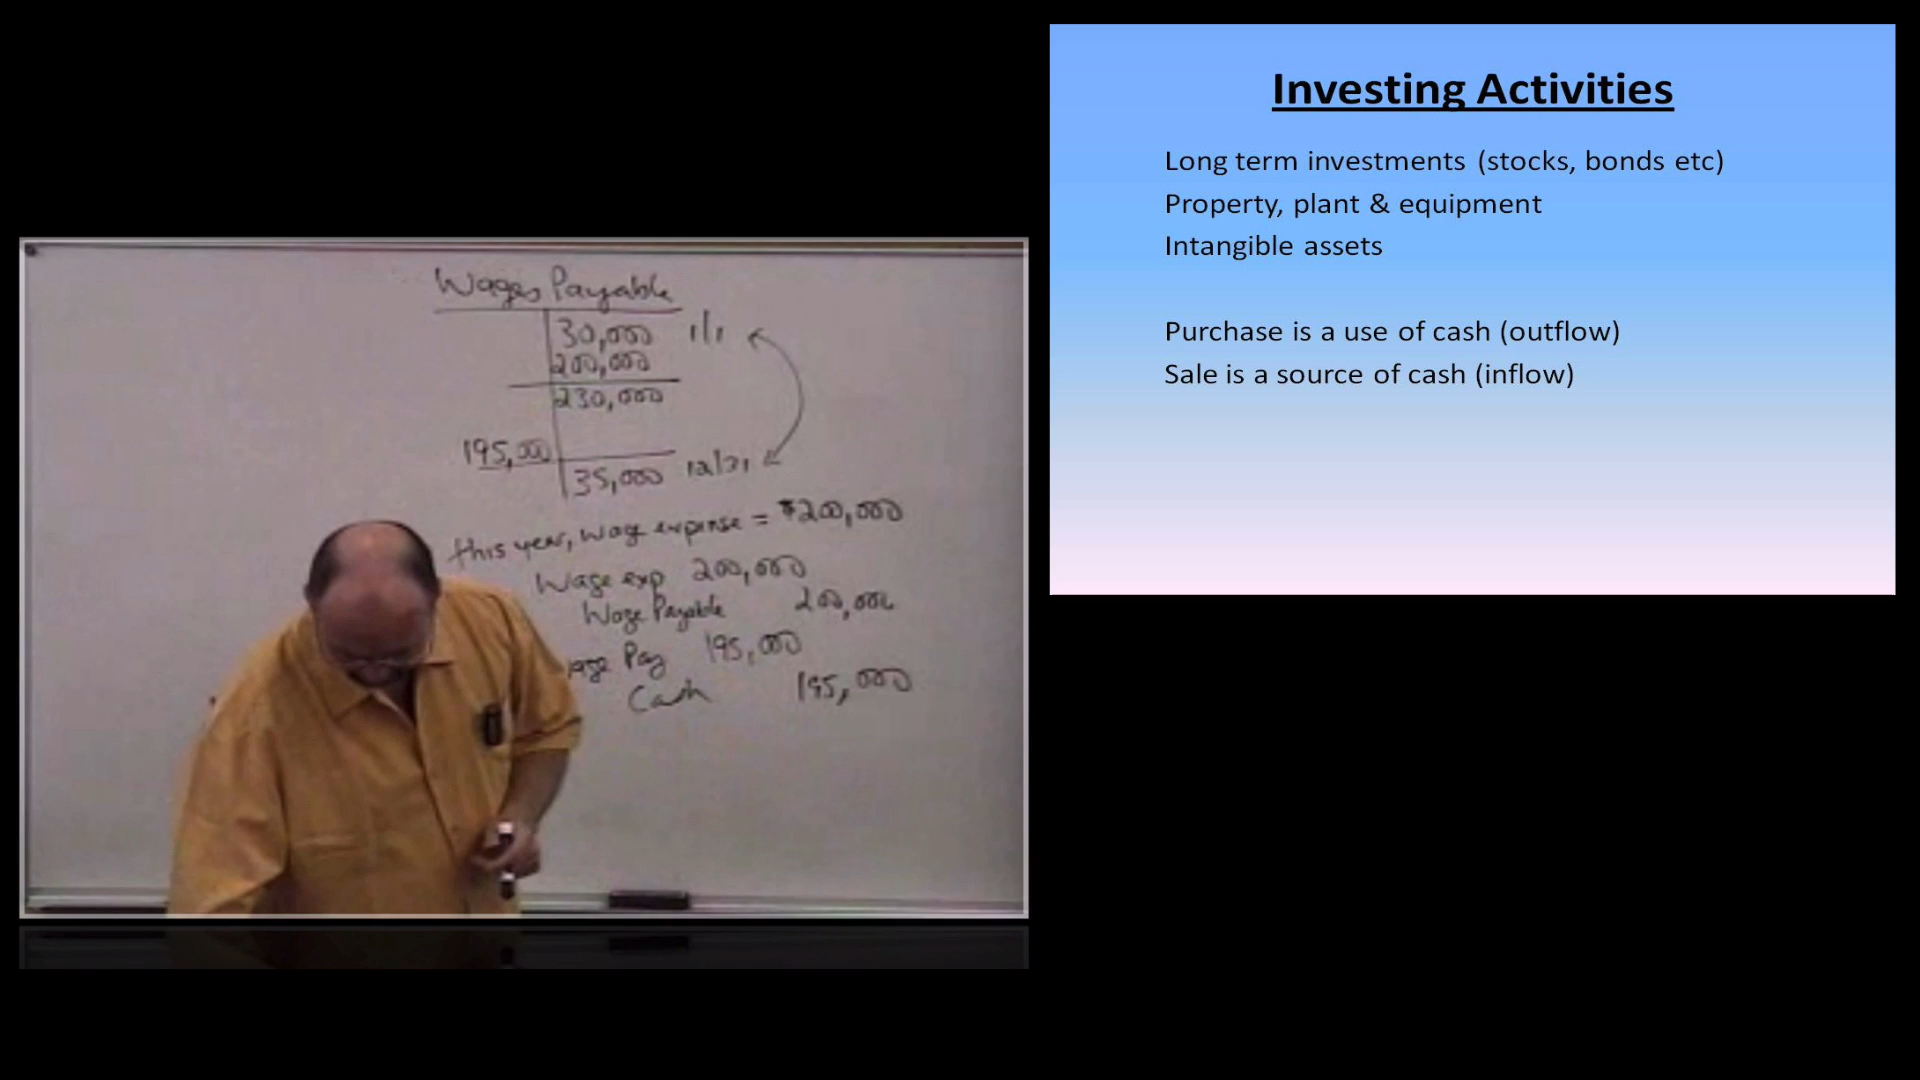 Wages Payable
30,000 1/1
200,000
230,000
195,000
35,000 12/31
this year, wage expense = $200,000
Wage exp 200,000
Wage Payable 200,000
Pay 195,000
Cash 195,000
Investing Activities
Long term investments (stocks, bonds etc)
Property, plant & equipment
Intangible assets
Purchase is a use of cash (outflow)
Sale is a source of cash (inflow)